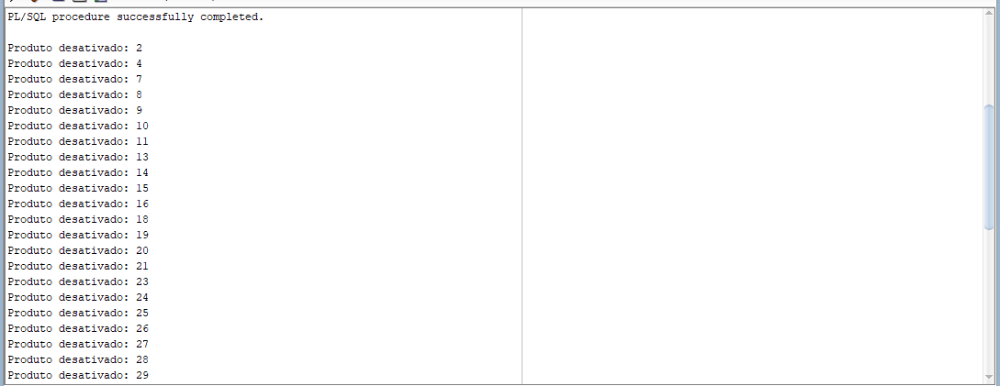 PL/SQL procedure successfully completed.
Produto desativado: 2
Produto desativado: 4
Produto desativado: 7
Produto desativado: 8
Produto desativado: 9
Produto desativado: 10
Produto desativado: 11
Produto desativado: 13
Produto desativado: 14
Produto desativado: 15
Produto desativado: 16
Produto desativado: 18
Produto desativado: 19
Produto desativado: 20
Produto desativado: 21
Produto desativado: 23
Produto desativado: 24
Produto desativado: 25
Produto desativado: 26
Produto desativado: 27
Produto desativado: 28
Produto desativado: 29